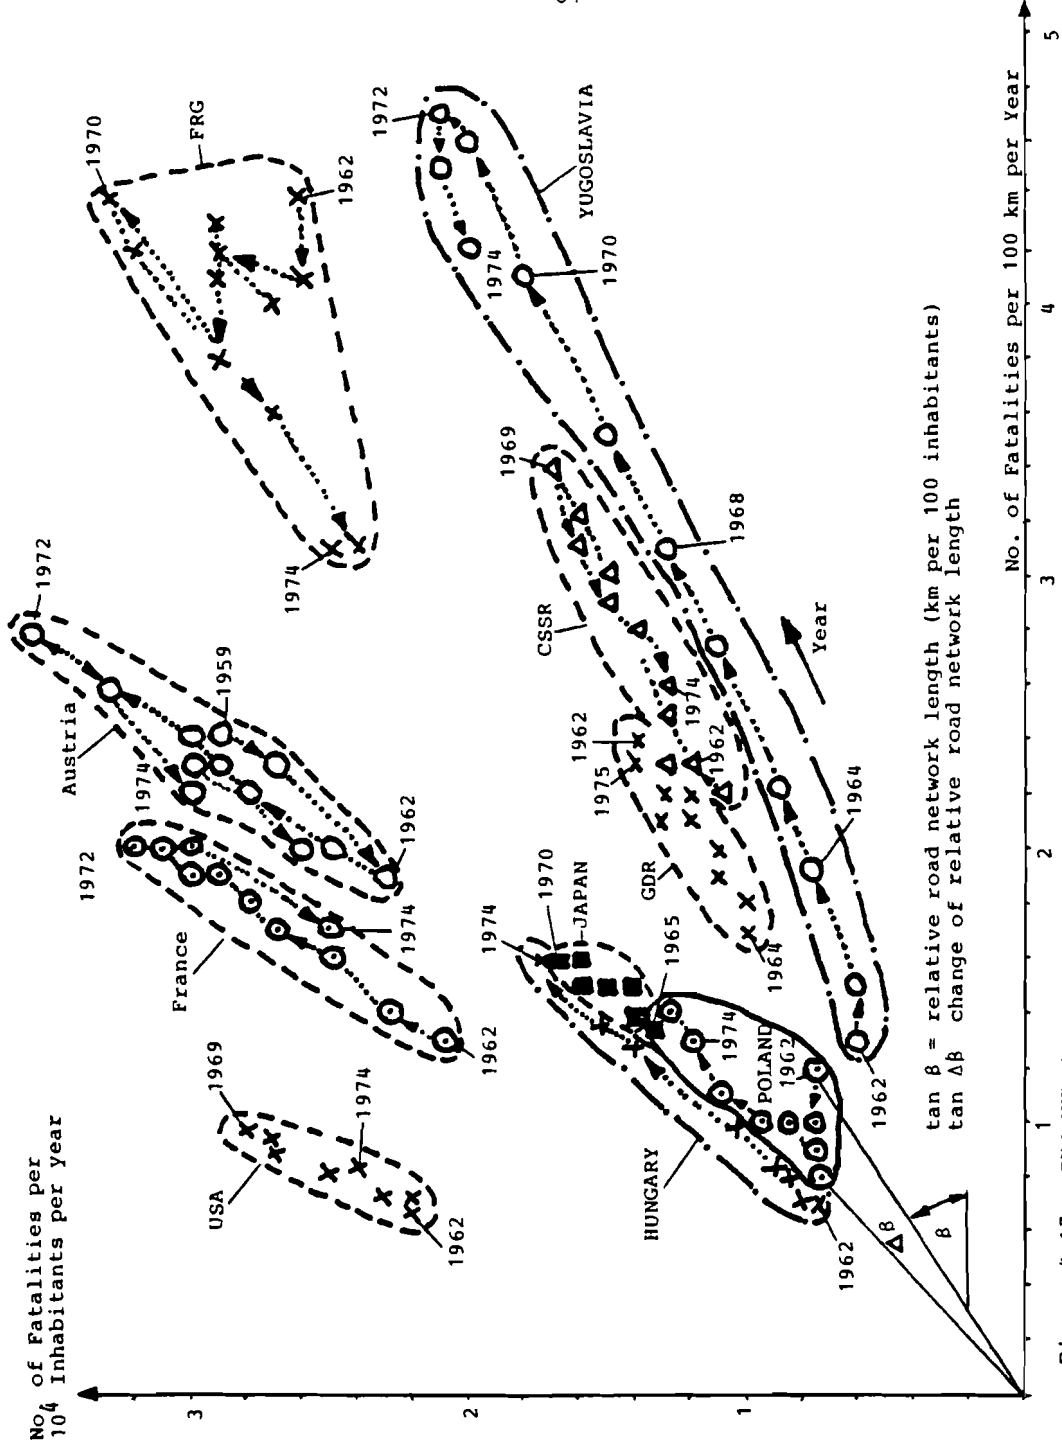 No. of Fatalities per
10⁴ Inhabitants per year
3
2
1
1972
1970
FRG
1962
1974
Austria
1959
1974
1962
1972
France
1974
1962
1969
USA
1974
1962
1972
1974
YUGOSLAVIA
1970
1969
CSSR
1968
1974
1962
1975
1962
GDR
1964
Year
1964
1962
1974
1970
JAPAN
1965
1974
POLAND
1962
HUNGARY
1962
Δβ
β
tan β = relative road network length (km per 100 inhabitants)
tan Δβ change of relative road network length
No. of Fatalities per 100 km per Year
1
2
3
4
5